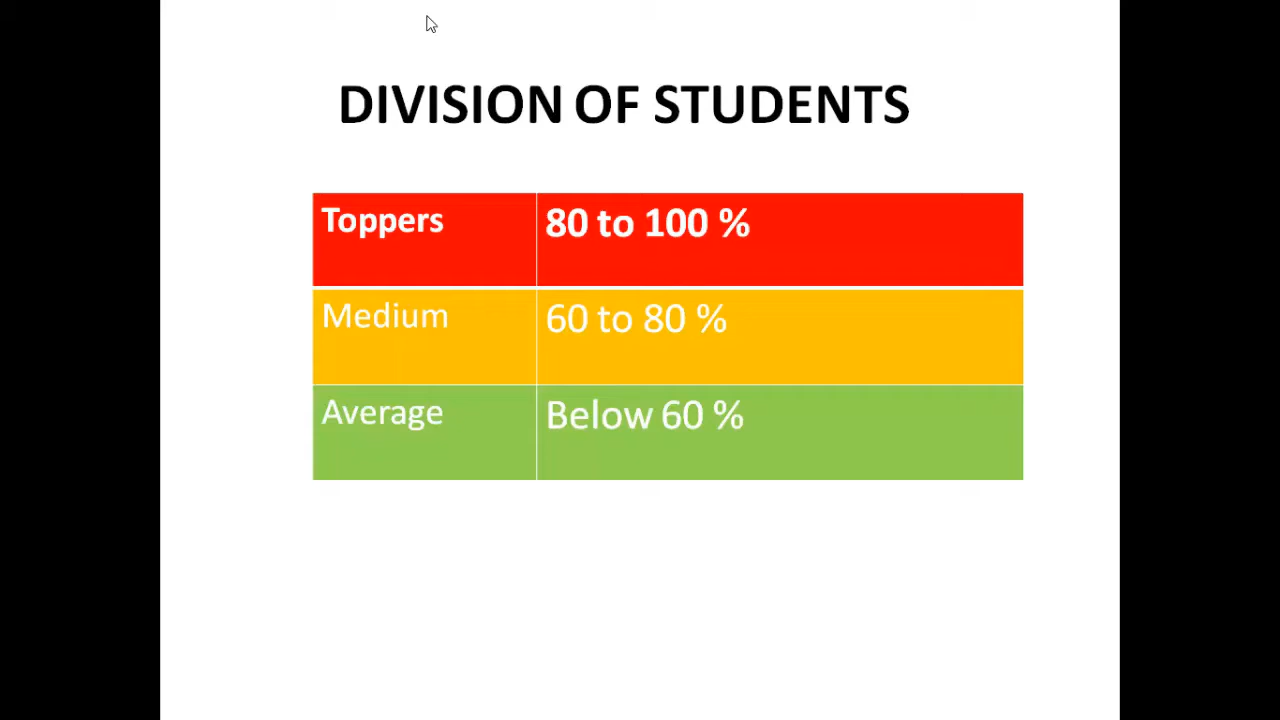 DIVISION OF STUDENTS
Toppers 80 to 100 %
Medium 60 to 80 %
Average Below 60 %